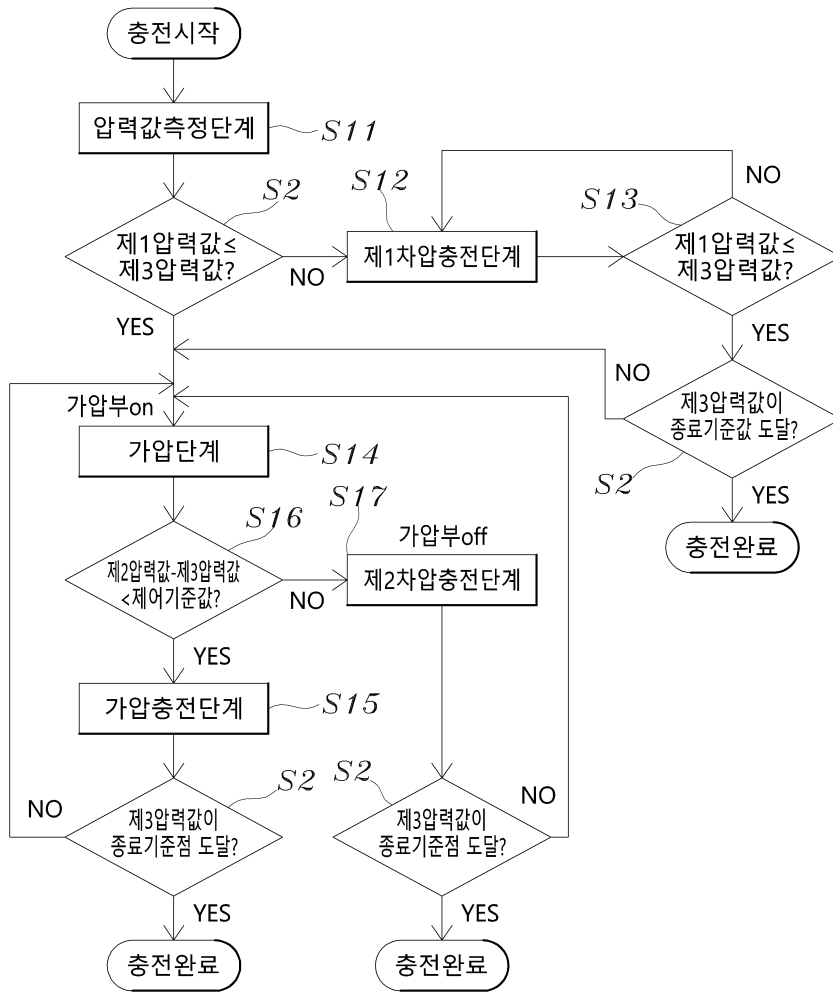 충전시작
압력값측정단계
S11
S2
제1압력값≤
제3압력값?
NO
YES
S12
제1차압충전단계
S13
NO
제1압력값≤
제3압력값?
YES
NO
제3압력값이
종료기준값 도달?
S2
YES
충전완료
가압부on
가압단계
S14
S16
제2압력값-제3압력값
<제어기준값?
NO
YES
S17
가압부off
제2차압충전단계
가압충전단계
S15
S2
NO
제3압력값이
종료기준점 도달?
YES
충전완료
S2
NO
제3압력값이
종료기준점 도달?
YES
충전완료